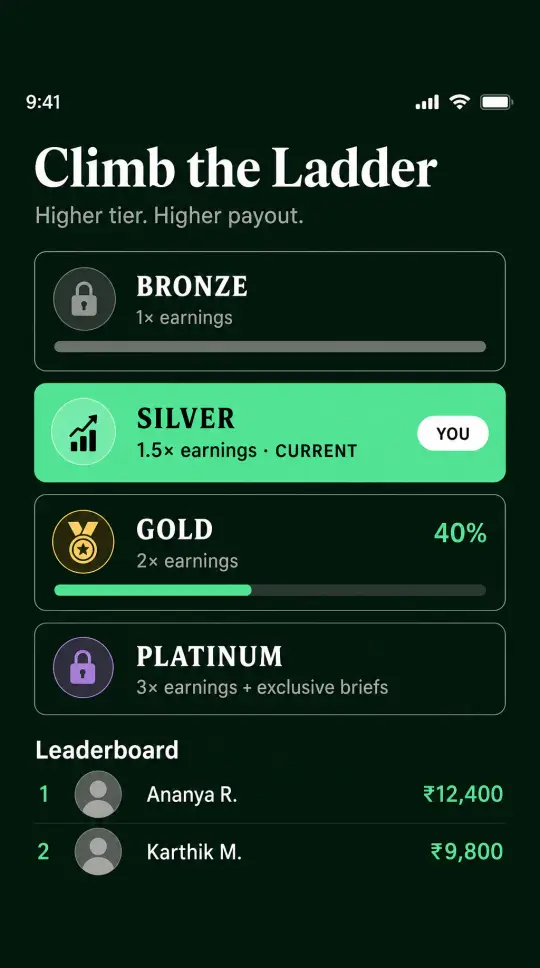 9:41
Climb the Ladder
Higher tier. Higher payout.
BRONZE
1× earnings
SILVER
1.5× earnings · CURRENT
YOU
GOLD
2× earnings
40%
PLATINUM
3× earnings + exclusive briefs
Leaderboard
1 Ananya R. ₹12,400
2 Karthik M. ₹9,800